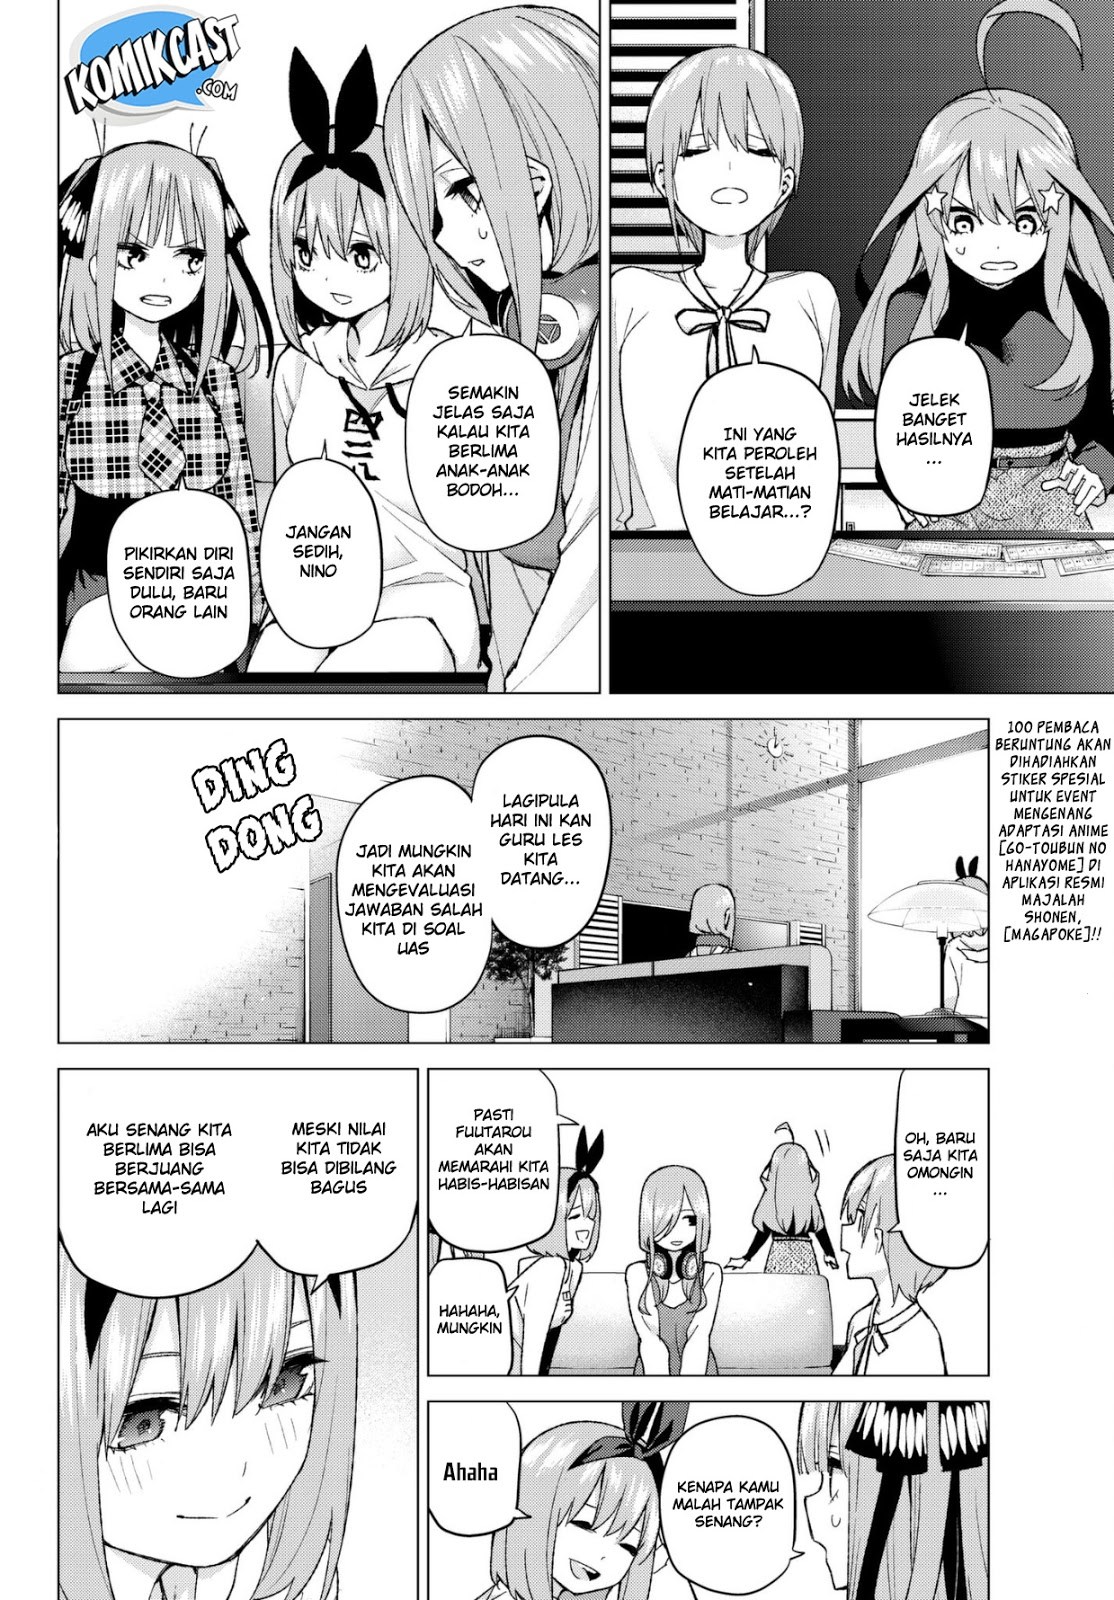 KOMIKCAST
.COM
JELEK
BANGET
HASILNYA
...
INI YANG
KITA PEROLEH
SETELAH
MATI-MATIAN
BELAJAR...?
SEMAKIN
JELAS SAJA
KALAU KITA
BERLIMA
ANAK-ANAK
BODOH...
JANGAN
SEDIH,
NINO
PIKIRKAN DIRI
SENDIRI SAJA
DULU, BARU
ORANG LAIN
100 PEMBACA
BERUNTUNG AKAN
DIHADIAHKAN
STIKER SPESIAL
UNTUK EVENT
MENGENANG
ADAPTASI ANIME
[GO-TOUBUN NO
HANAYOME] DI
APLIKASI RESMI
MAJALAH
SHONEN,
[MAGAPOKE]!!
LAGIPULA
HARI INI KAN
GURU LES
KITA
DATANG...
JADI MUNGKIN
KITA AKAN
MENGEVALUASI
JAWABAN SALAH
KITA DI SOAL
UAS
DING
DONG
OH, BARU
SAJA KITA
OMONGIN
...
PASTI
FUUTAROU
AKAN
MEMARAHI KITA
HABIS-HABISAN
HAHAHA,
MUNGKIN
KENAPA KAMU
MALAH TAMPAK
SENANG?
Ahaha
MESKI NILAI
KITA TIDAK
BISA DIBILANG
BAGUS
AKU SENANG KITA
BERLIMA BISA
BERJUANG
BERSAMA-SAMA
LAGI